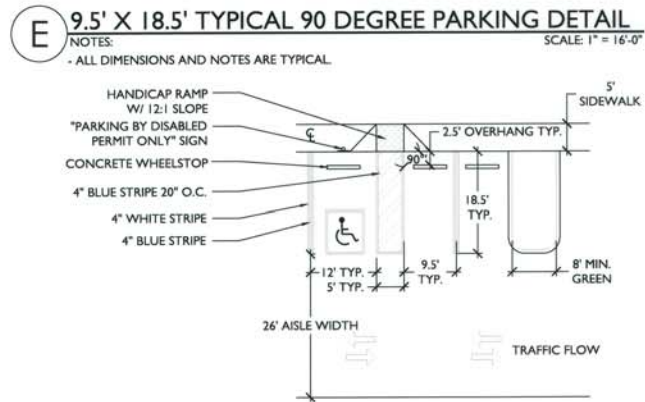 E
9.5' X 18.5' TYPICAL 90 DEGREE PARKING DETAIL
NOTES:
SCALE: 1" = 16'-0"
- ALL DIMENSIONS AND NOTES ARE TYPICAL.
HANDICAP RAMP
W/ 12:1 SLOPE
"PARKING BY DISABLED
PERMIT ONLY" SIGN
CONCRETE WHEELSTOP
4" BLUE STRIPE 20" O.C.
4" WHITE STRIPE
4" BLUE STRIPE
5'
SIDEWALK
2.5' OVERHANG TYP.
90°
18.5'
TYP.
12' TYP.
5' TYP.
9.5'
TYP.
8' MIN.
GREEN
26' AISLE WIDTH
TRAFFIC FLOW